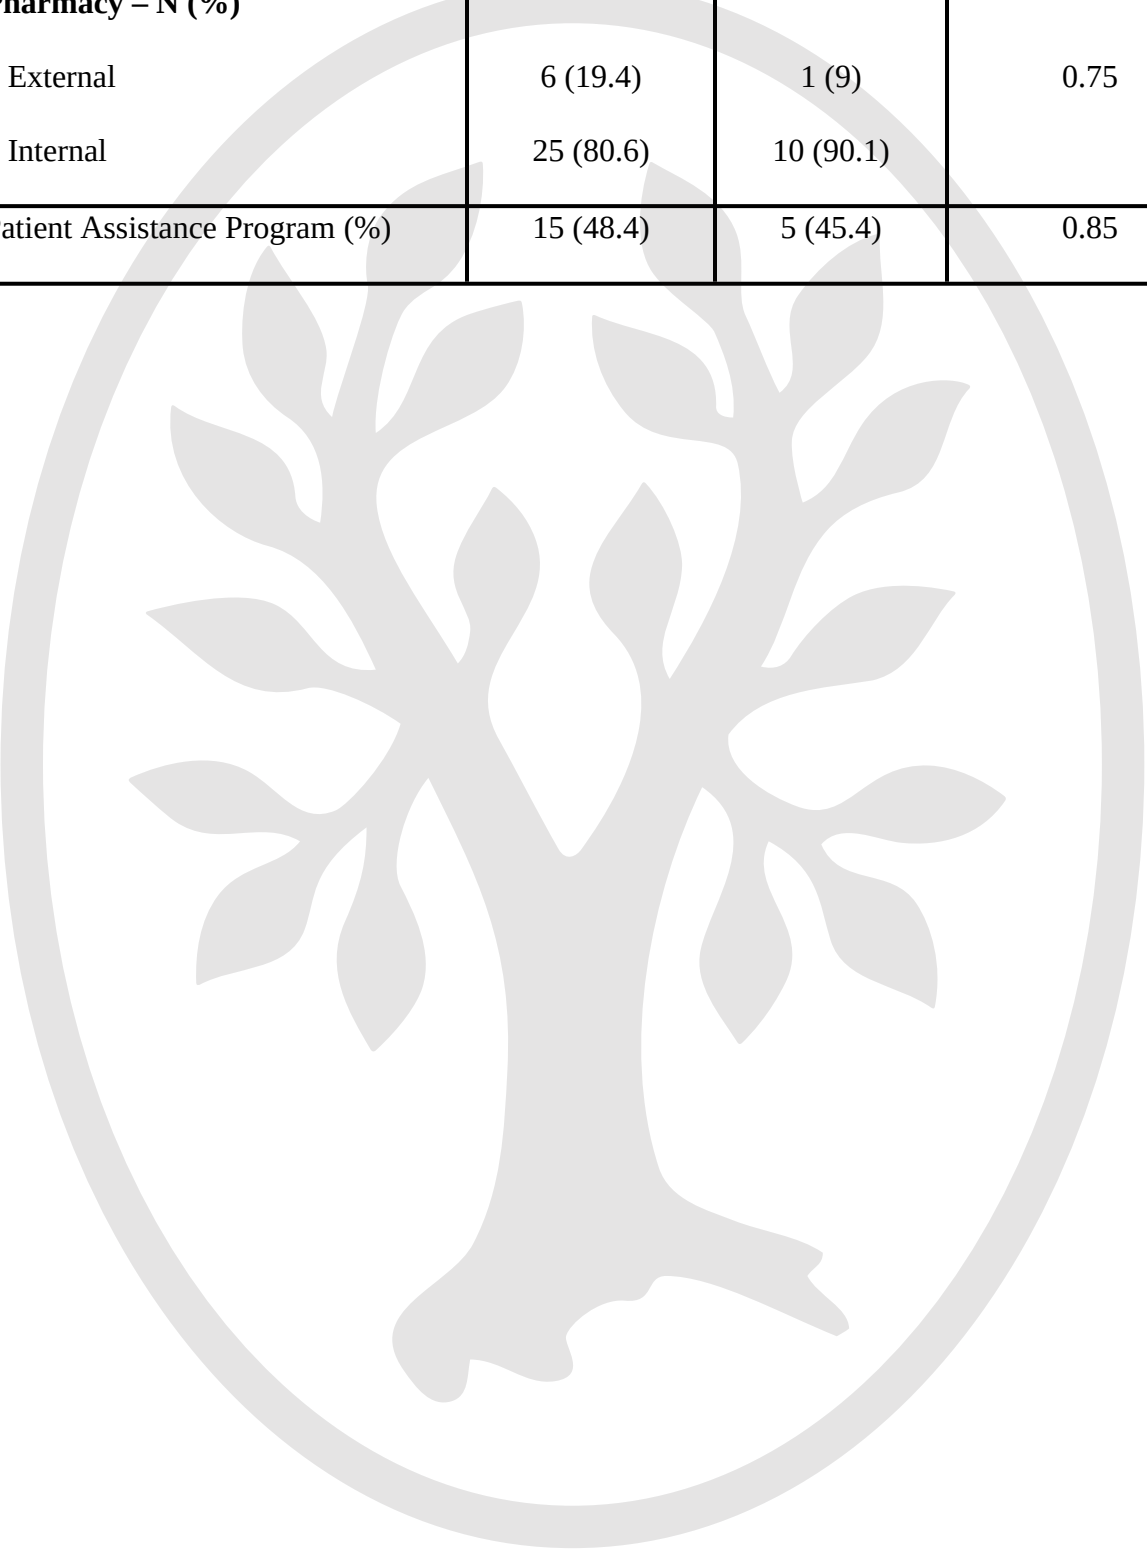 harmacy – N (%)
External 6 (19.4) 1 (9) 0.75
Internal 25 (80.6) 10 (90.1)
atient Assistance Program (%) 15 (48.4) 5 (45.4) 0.85